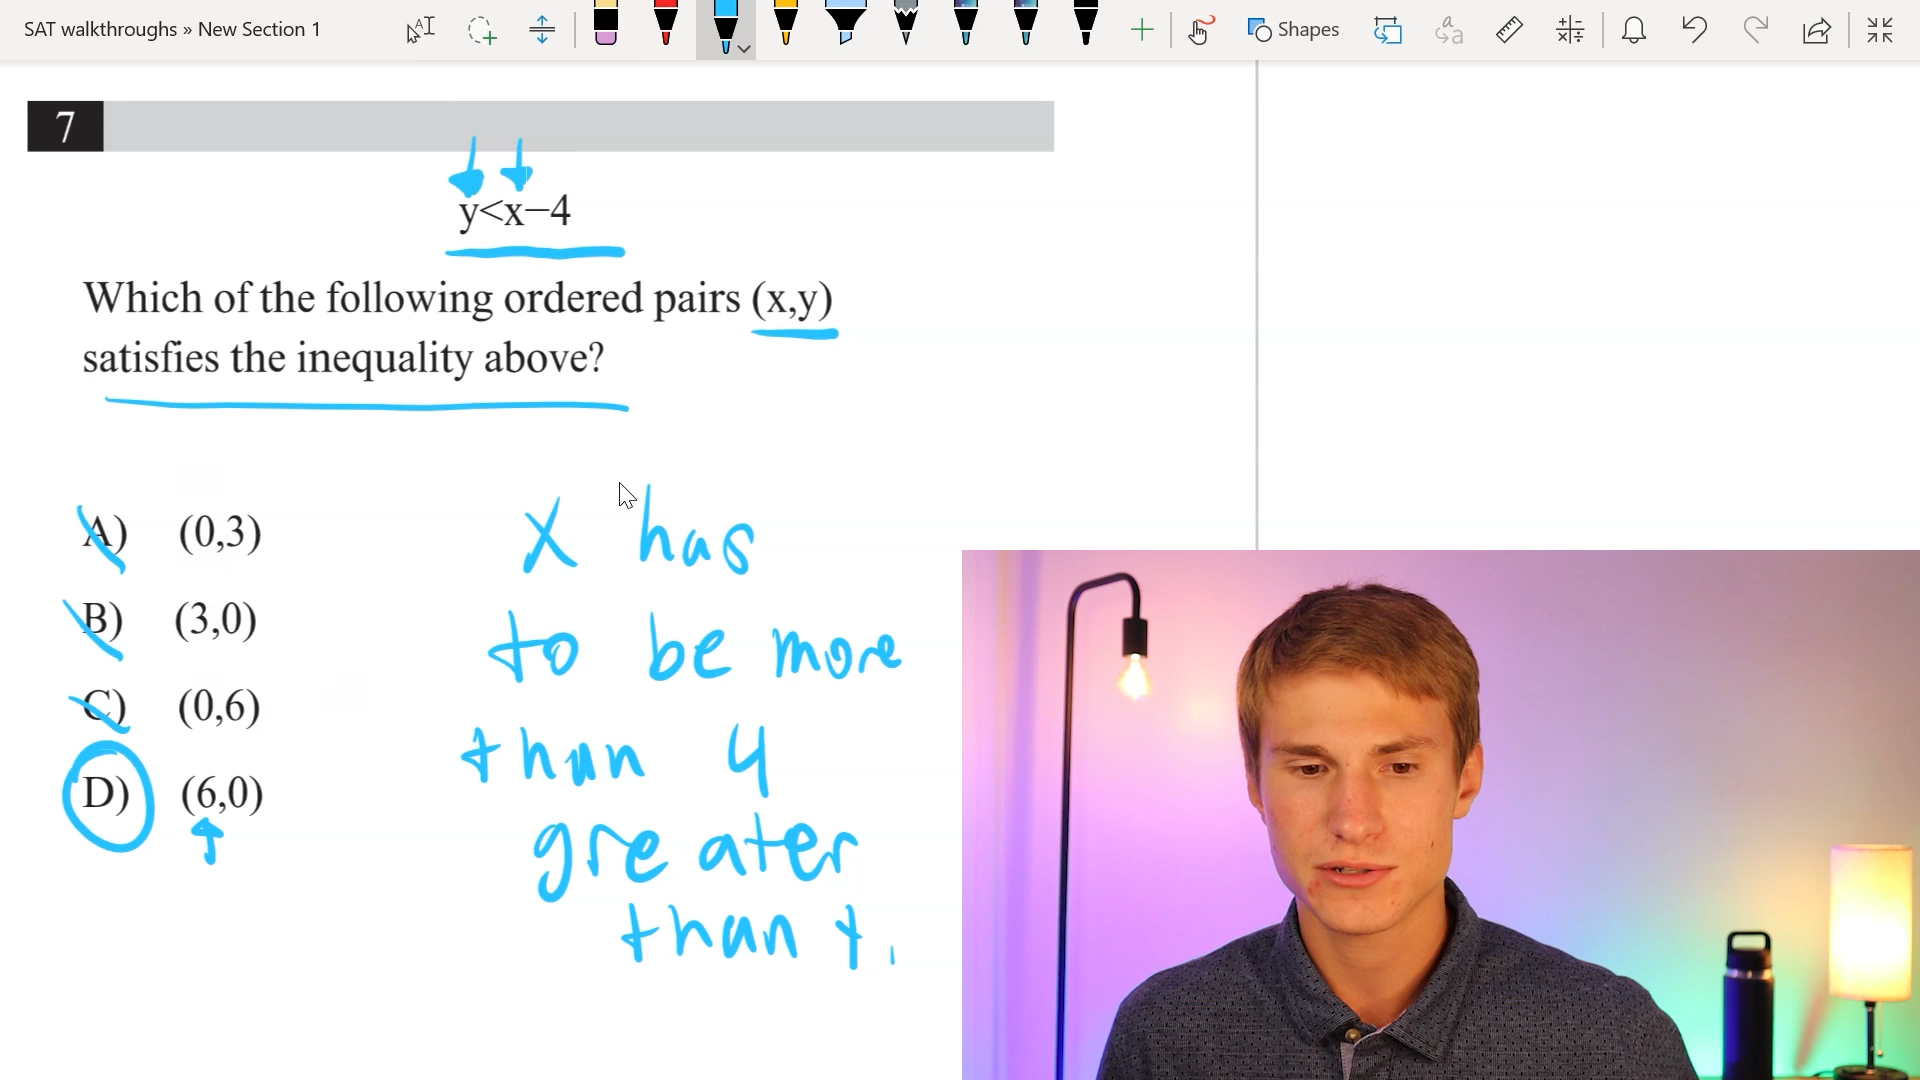 SAT walkthroughs » New Section 1
Shapes
7
y<x−4
Which of the following ordered pairs (x,y)
satisfies the inequality above?
A) (0,3)
B) (3,0)
C) (0,6)
D) (6,0)
x has
to be more
than 4
greater
than y.